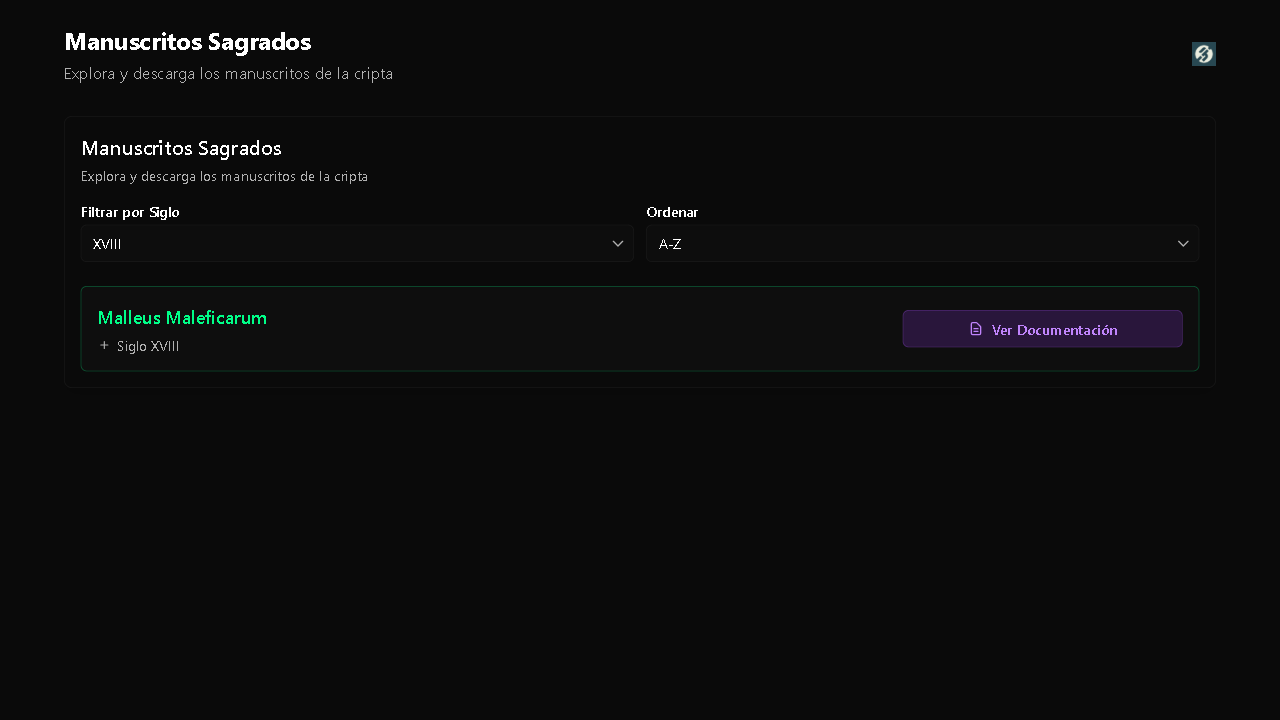 Manuscritos Sagrados
Explora y descarga los manuscritos de la cripta
Manuscritos Sagrados
Explora y descarga los manuscritos de la cripta
Filtrar por Siglo
XVIII
Ordenar
A-Z
Malleus Maleficarum
Siglo XVIII
Ver Documentación